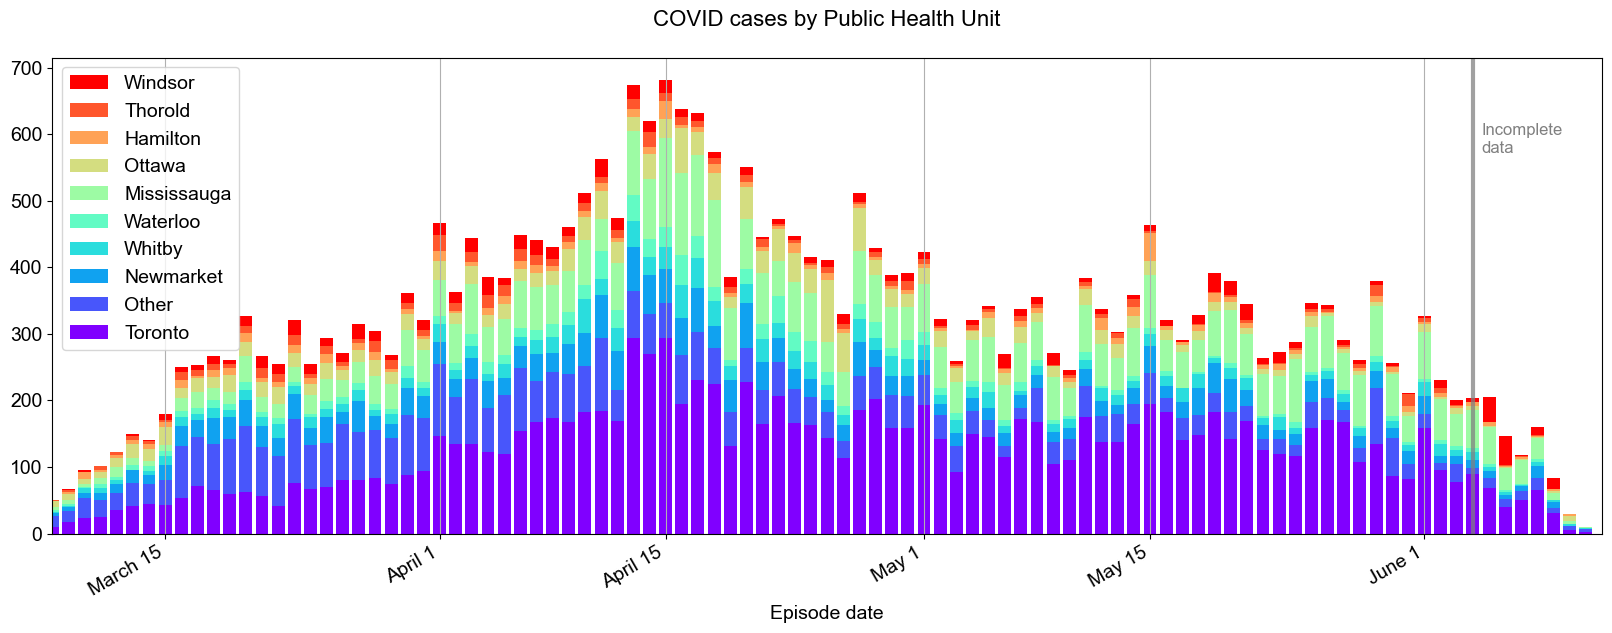 COVID cases by Public Health Unit
700
600
500
400
300
200
100
0
Windsor
Thorold
Hamilton
Ottawa
Mississauga
Waterloo
Whitby
Newmarket
Other
Toronto
Incomplete
data
March 15
April 1
April 15
May 1
May 15
June 1
Episode date